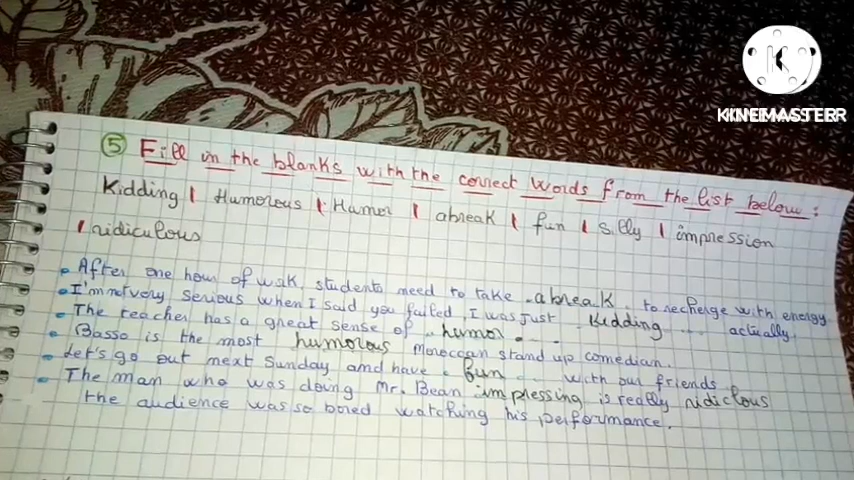 KINEMASTER
⑤ Fill in the blanks with the correct words from the list below :
Kidding | Humorous | Humor | a break | fun | silly | impression
| ridiculous
• After one hour of wok, students need to take .a break. to recherge with energy.
• I'm not very serious when I said you failed I was just . Kidding ... actually.
• The teacher has a great sense of . humor. . . .
• Basso is the most humorous moroccan stand up comedian.
• Let's go out next Sunday and have . fun . . . with our friends
• The man who was doing Mr. Bean impressing is really ridiclous
the audience was so bored watching his performance.